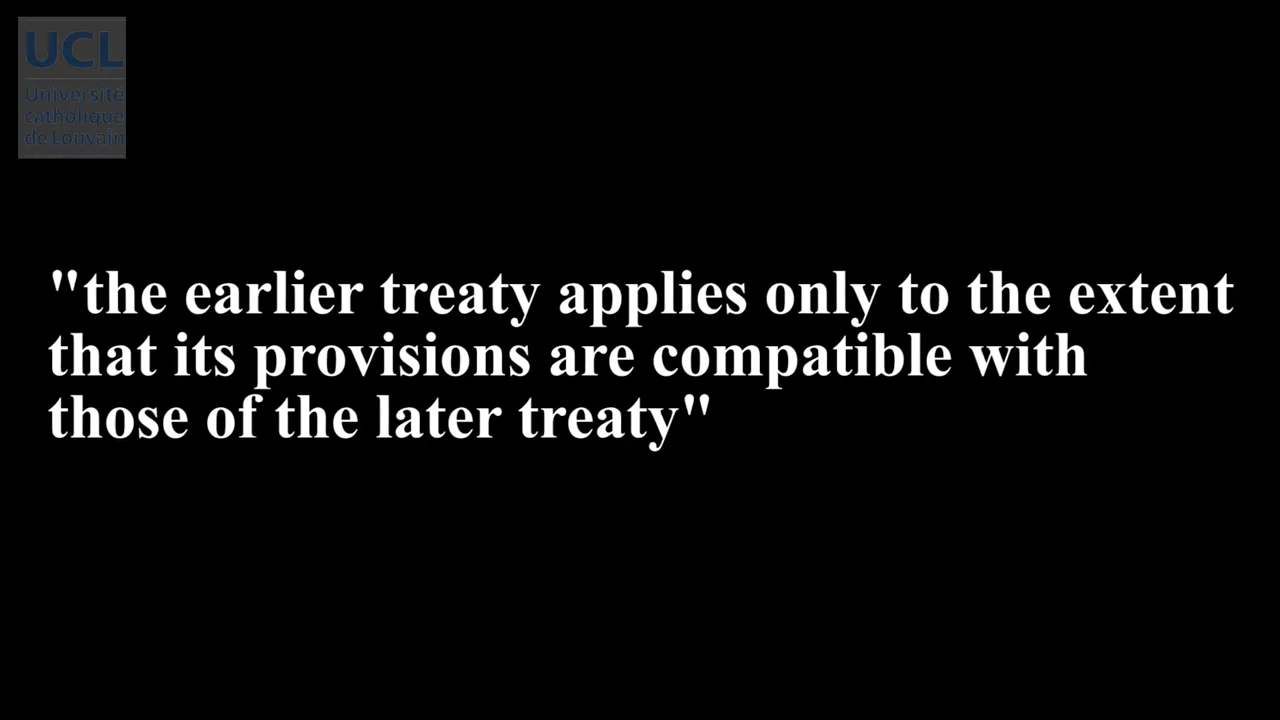 UCL
Université
catholique
de Louvain
"the earlier treaty applies only to the extent
that its provisions are compatible with
those of the later treaty"